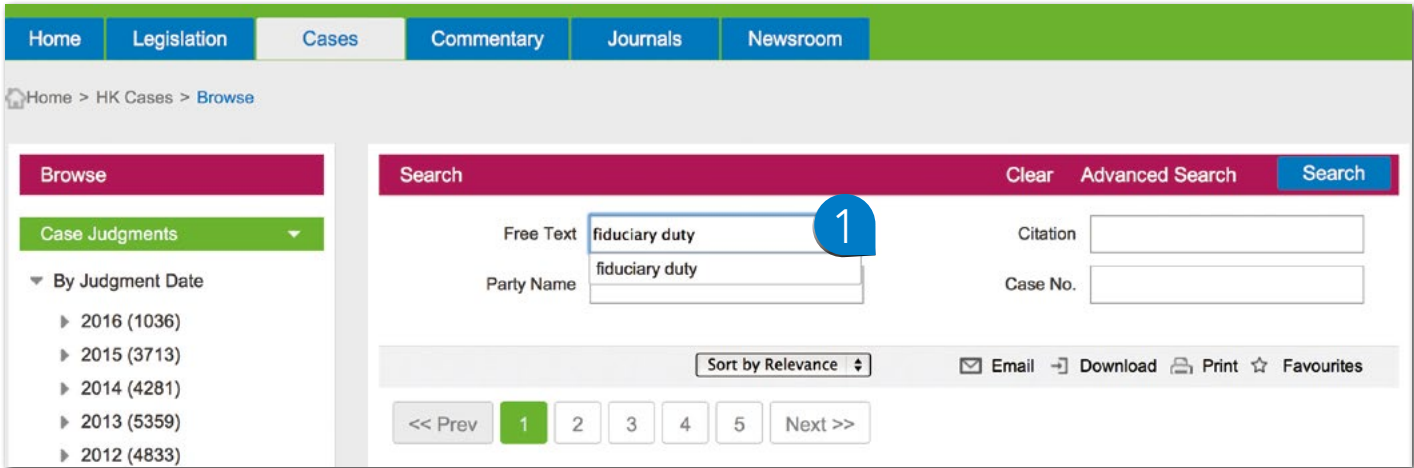 Home Legislation Cases Commentary Journals Newsroom
Home > HK Cases > Browse
Browse
Case Judgments
By Judgment Date
2016 (1036)
2015 (3713)
2014 (4281)
2013 (5359)
2012 (4833)
Search Clear Advanced Search Search
Free Text fiduciary duty 1 Citation
fiduciary duty
Party Name Case No.
Sort by Relevance Email Download Print Favourites
<< Prev 1 2 3 4 5 Next >>